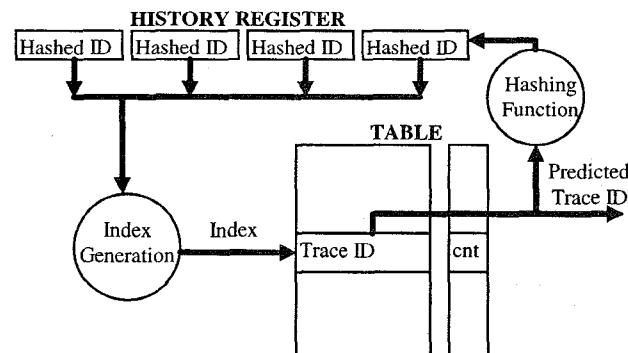 HISTORY REGISTER
Hashed ID Hashed ID Hashed ID Hashed ID
Hashing
Function
TABLE
Predicted
Trace ID
Index
Generation
Index
Trace ID
cnt